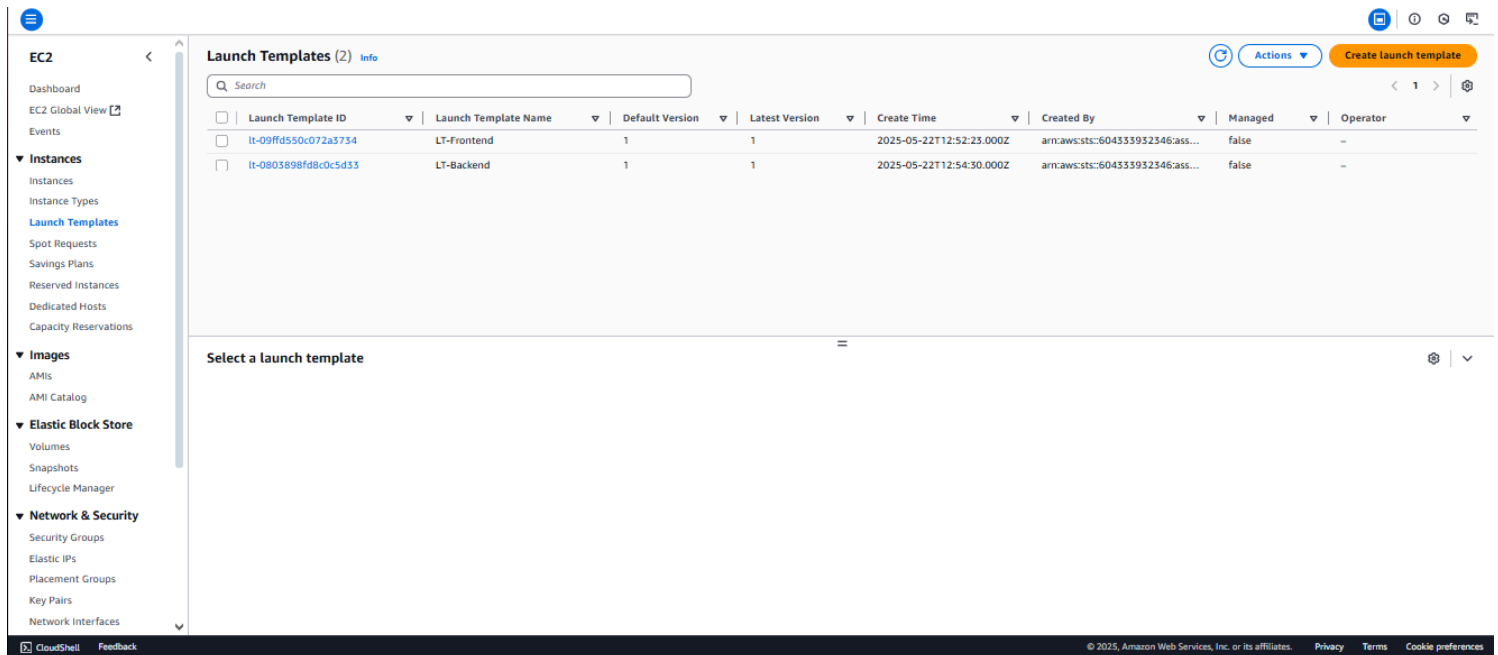 EC2
Dashboard
EC2 Global View
Events
Instances
Instances
Instance Types
Launch Templates
Spot Requests
Savings Plans
Reserved Instances
Dedicated Hosts
Capacity Reservations
Images
AMIs
AMI Catalog
Elastic Block Store
Volumes
Snapshots
Lifecycle Manager
Network & Security
Security Groups
Elastic IPs
Placement Groups
Key Pairs
Network Interfaces
Launch Templates (2) Info
Actions
Create launch template
Search
1
Launch Template ID Launch Template Name Default Version Latest Version Create Time Created By Managed Operator
lt-09ffd550c072a3734 LT-Frontend 1 1 2025-05-22T12:52:23.000Z arn:aws:sts::604333932346:ass... false –
lt-0803898fd8c0c5d33 LT-Backend 1 1 2025-05-22T12:54:30.000Z arn:aws:sts::604333932346:ass... false –
Select a launch template
CloudShell Feedback © 2025, Amazon Web Services, Inc. or its affiliates. Privacy Terms Cookie preferences